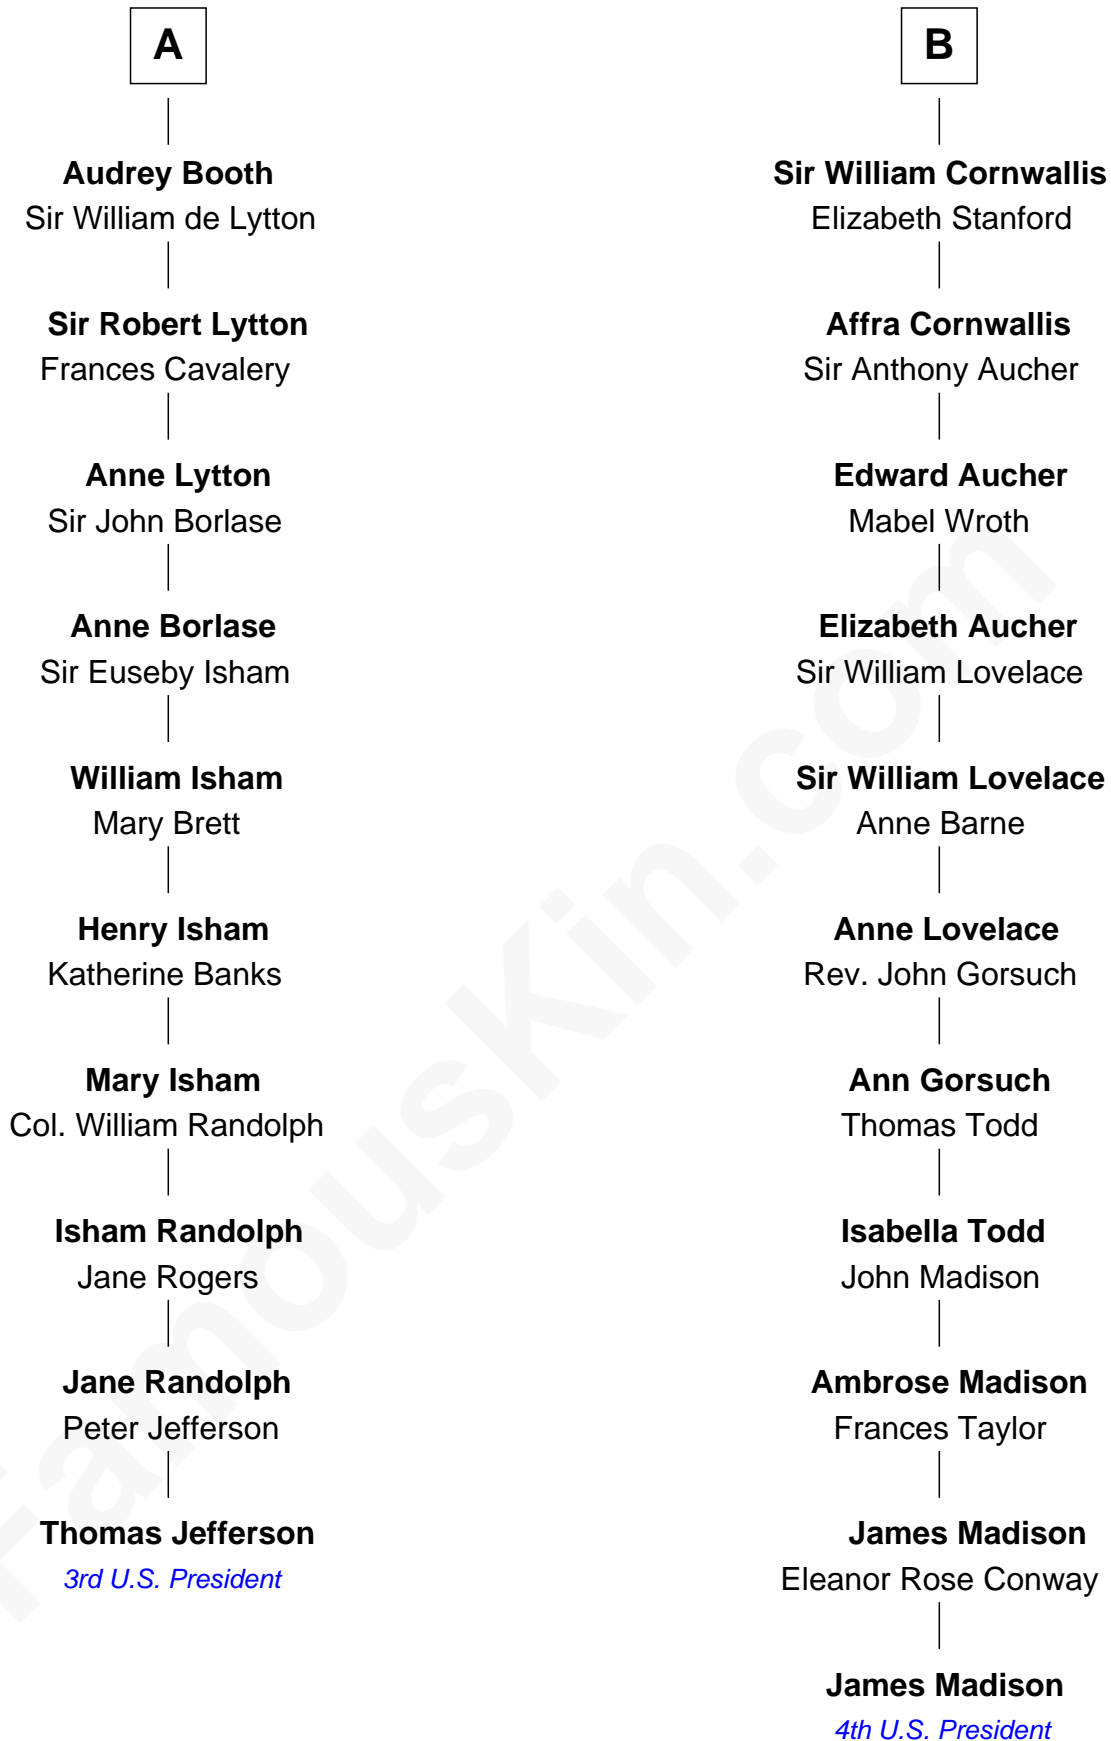 A
Audrey Booth
Sir William de Lytton
Sir Robert Lytton
Frances Cavalery
Anne Lytton
Sir John Borlase
Anne Borlase
Sir Euseby Isham
William Isham
Mary Brett
Henry Isham
Katherine Banks
Mary Isham
Col. William Randolph
Isham Randolph
Jane Rogers
Jane Randolph
Peter Jefferson
Thomas Jefferson
3rd U.S. President
B
Sir William Cornwallis
Elizabeth Stanford
Affra Cornwallis
Sir Anthony Aucher
Edward Aucher
Mabel Wroth
Elizabeth Aucher
Sir William Lovelace
Sir William Lovelace
Anne Barne
Anne Lovelace
Rev. John Gorsuch
Ann Gorsuch
Thomas Todd
Isabella Todd
John Madison
Ambrose Madison
Frances Taylor
James Madison
Eleanor Rose Conway
James Madison
4th U.S. President
FamousKin.com